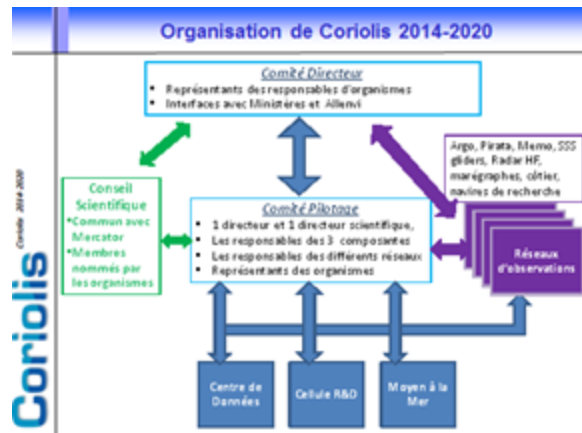 Organisation de Coriolis 2014-2020
Comité Directeur
▪ Représentants des responsables d'organismes
▪ Interfaces avec Ministères et Allenvi
Argo, Pirata, Memo, SSS
gliders, Radar HF,
marégraphes, côtier,
navires de recherche
Conseil
Scientifique
•Commun avec
Mercator
•Membres
nommés par
les organismes
Comité Pilotage
▪ 1 directeur et 1 directeur scientifique,
▪ Les responsables des 3 composantes
▪ Les responsables des différents réseaux
▪ Représentants des organismes
Réseaux
d'observations
Centre de
Données
Cellule R&D
Moyen à la
Mer
Coriolis 2014-2020
Coriolis